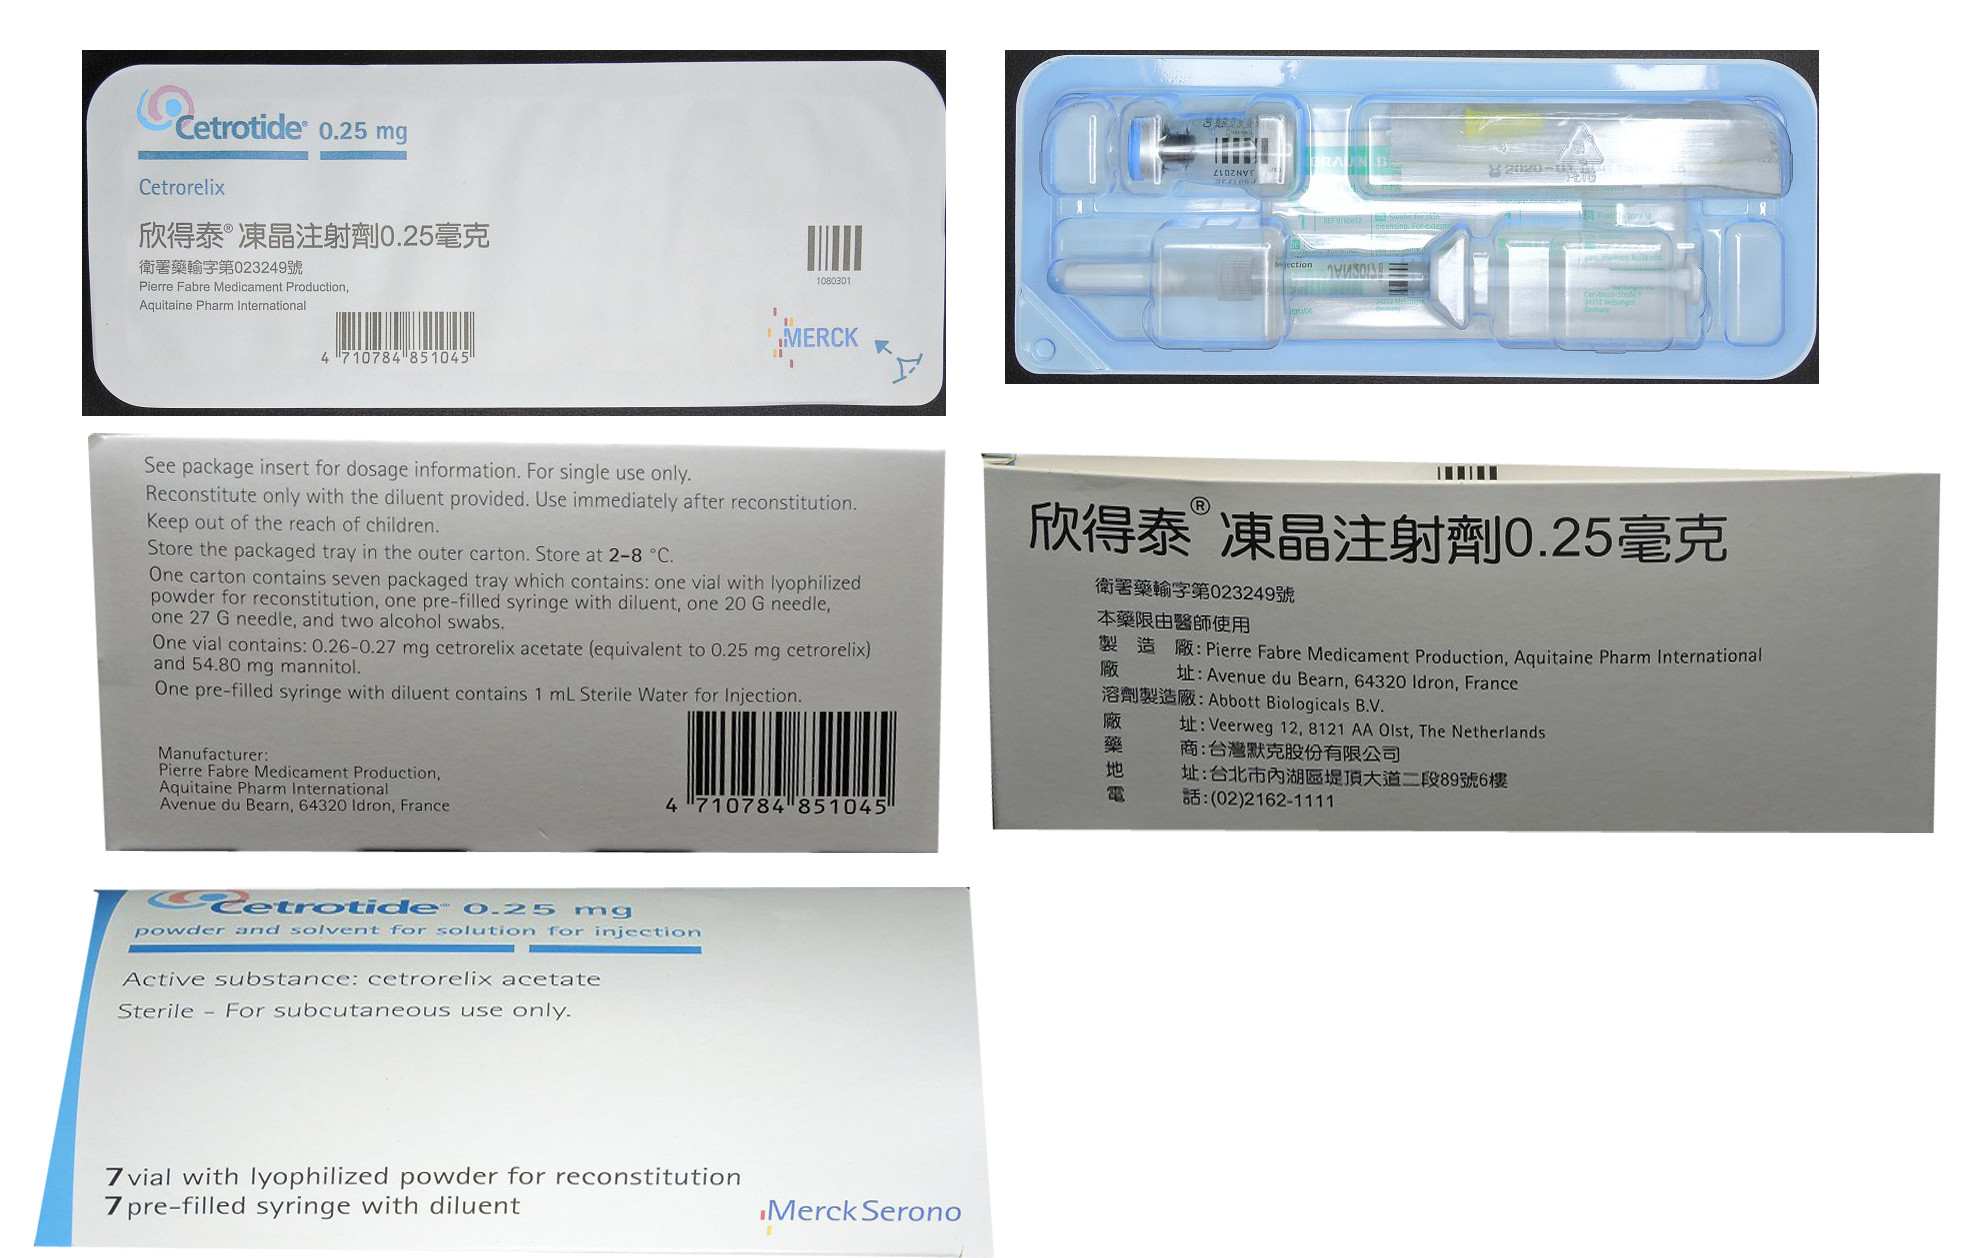 Cetrotide® 0.25 mg
Cetrorelix
欣得泰® 凍晶注射劑0.25毫克
衛署藥輸字第023249號
Pierre Fabre Medicament Production,
Aquitaine Pharm International
4 710784 851045
1080301
MERCK
JAN2017
BRAUN
Injection
JAN2017
See package insert for dosage information. For single use only.
Reconstitute only with the diluent provided. Use immediately after reconstitution.
Keep out of the reach of children.
Store the packaged tray in the outer carton. Store at 2-8 °C.
One carton contains seven packaged tray which contains: one vial with lyophilized
powder for reconstitution, one pre-filled syringe with diluent, one 20 G needle,
one 27 G needle, and two alcohol swabs.
One vial contains: 0.26-0.27 mg cetrorelix acetate (equivalent to 0.25 mg cetrorelix)
and 54.80 mg mannitol.
One pre-filled syringe with diluent contains 1 mL Sterile Water for Injection.
Manufacturer:
Pierre Fabre Medicament Production,
Aquitaine Pharm International
Avenue du Bearn, 64320 Idron, France
4 710784 851045
欣得泰® 凍晶注射劑0.25毫克
衛署藥輸字第023249號
本藥限由醫師使用
製造廠:Pierre Fabre Medicament Production, Aquitaine Pharm International
廠址:Avenue du Bearn, 64320 Idron, France
溶劑製造廠:Abbott Biologicals B.V.
廠址:Veerweg 12, 8121 AA Olst, The Netherlands
藥商:台灣默克股份有限公司
地址:台北市內湖區堤頂大道二段89號6樓
電話:(02)2162-1111
Cetrotide® 0.25 mg
powder and solvent for solution for injection
Active substance: cetrorelix acetate
Sterile - For subcutaneous use only.
7 vial with lyophilized powder for reconstitution
7 pre-filled syringe with diluent
Merck Serono